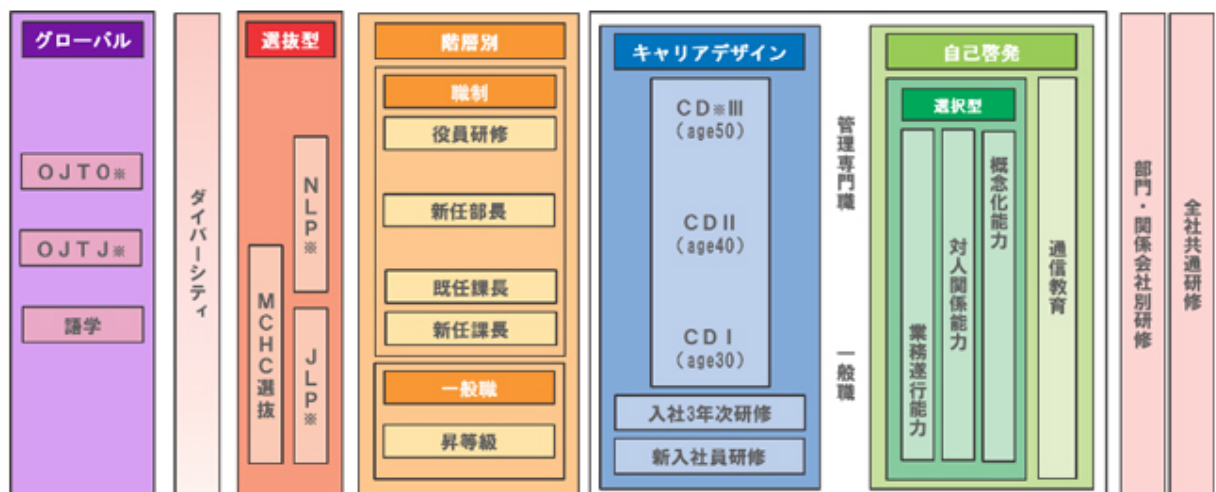 グローバル
OJTO※
OJTJ※
語学
ダイバーシティ
選抜型
NLP※
MCHC選抜
JLP※
階層別
職制
役員研修
新任部長
既任課長
新任課長
一般職
昇等級
キャリアデザイン
CD※III
(age50)
CDII
(age40)
CDI
(age30)
入社3年次研修
新入社員研修
管理専門職
一般職
自己啓発
選択型
業務遂行能力
対人関係能力
概念化能力
通信教育
部門・関係会社別研修
全社共通研修